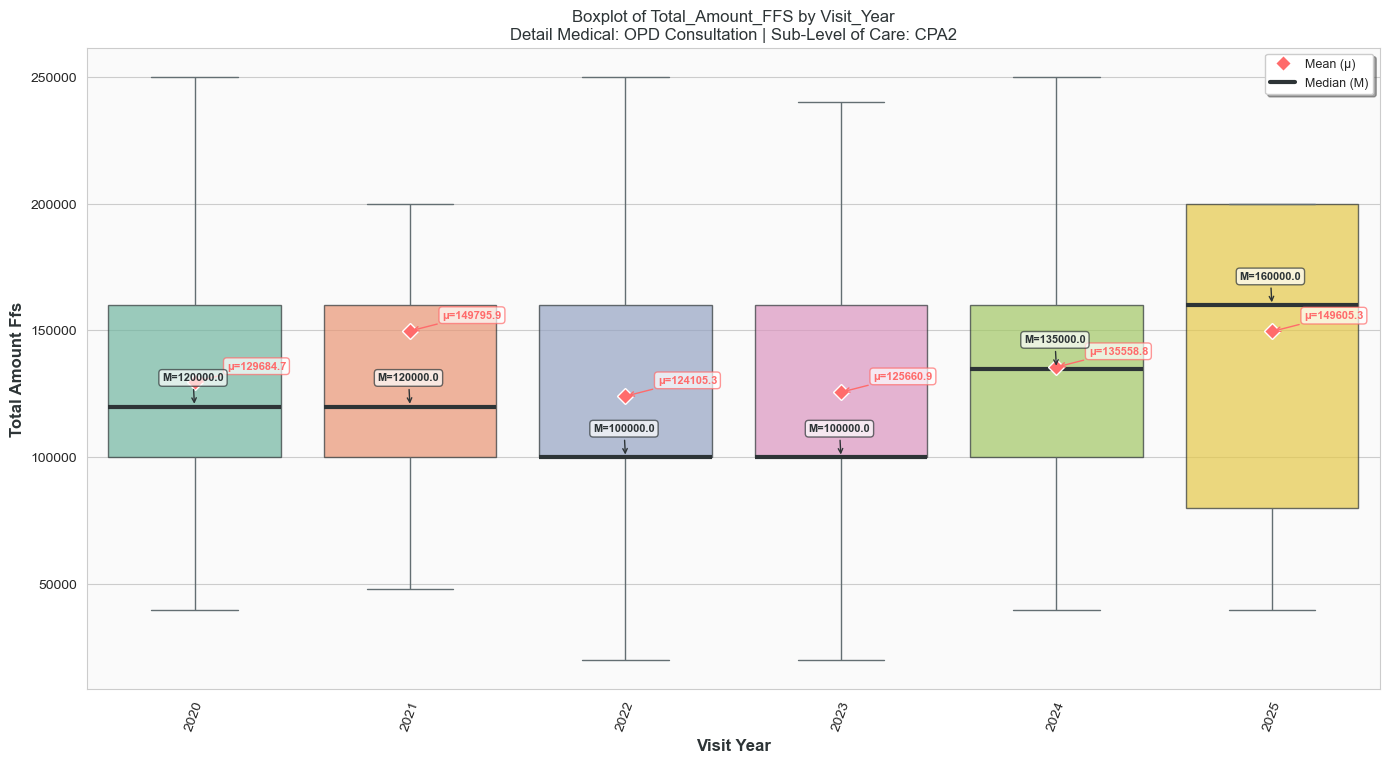 Boxplot of Total_Amount_FFS by Visit_Year
Detail Medical: OPD Consultation | Sub-Level of Care: CPA2
Mean (μ)
Median (M)
Total Amount Ffs
250000
200000
150000
100000
50000
M=120000.0
μ=129684.7
M=120000.0
μ=149795.9
M=100000.0
μ=124105.3
M=100000.0
μ=125660.9
M=135000.0
μ=135558.8
M=160000.0
μ=149605.3
2020
2021
2022
2023
2024
2025
Visit Year